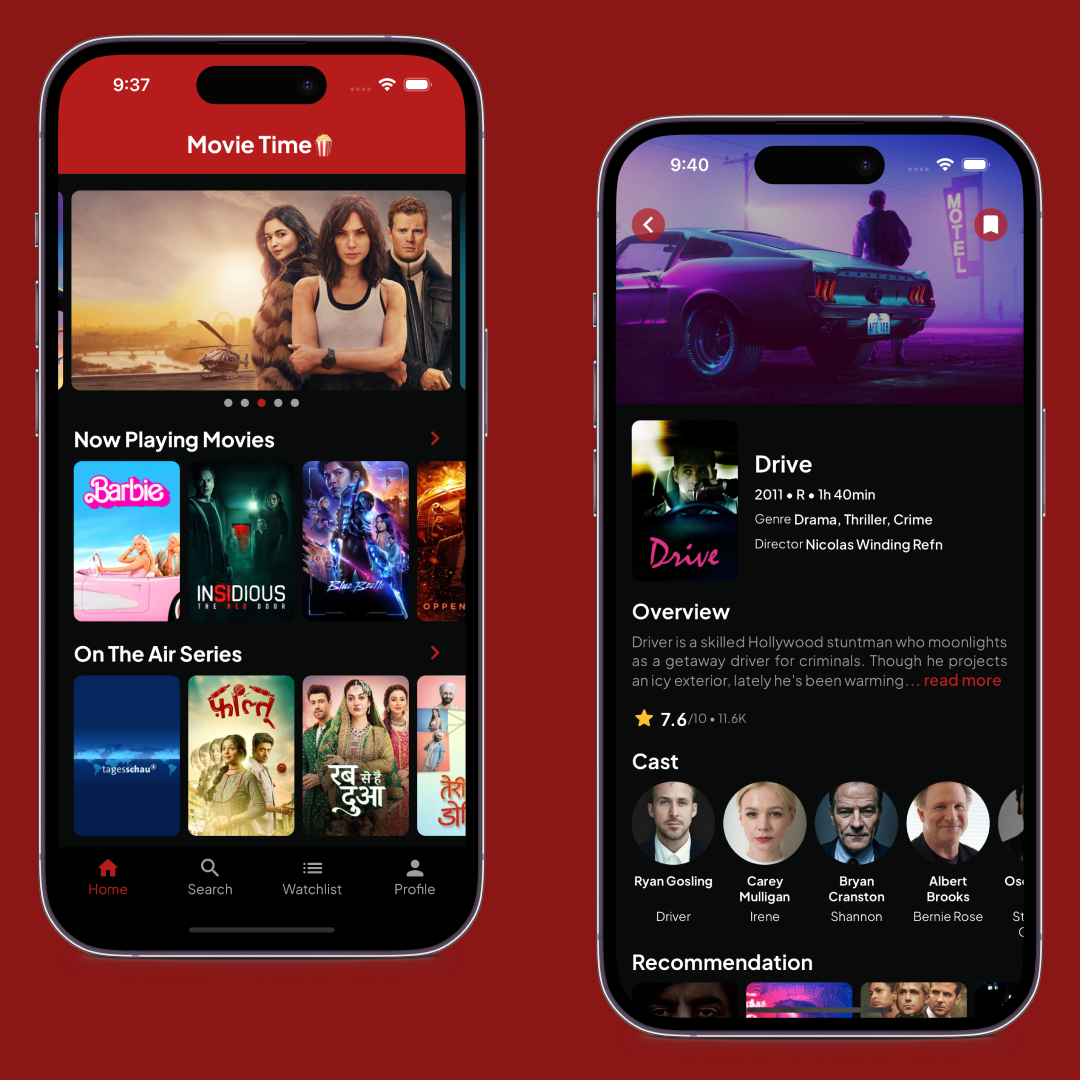 9:37
Movie Time
Now Playing Movies
Barbie
INSIDIOUS
THE RED DOOR
Blue Beetle
OPPEN
On The Air Series
tagesschau
फ़ाल्तू
रब से है
दुआ
तेरी
डो
Home
Search
Watchlist
Profile
9:40
MOTEL
Drive
Drive
2011 • R • 1h 40min
Genre Drama, Thriller, Crime
Director Nicolas Winding Refn
Overview
Driver is a skilled Hollywood stuntman who moonlights
as a getaway driver for criminals. Though he projects
an icy exterior, lately he's been warming... read more
7.6/10 • 11.6K
Cast
Ryan Gosling
Driver
Carey
Mulligan
Irene
Bryan
Cranston
Shannon
Albert
Brooks
Bernie Rose
Os
St
Recommendation